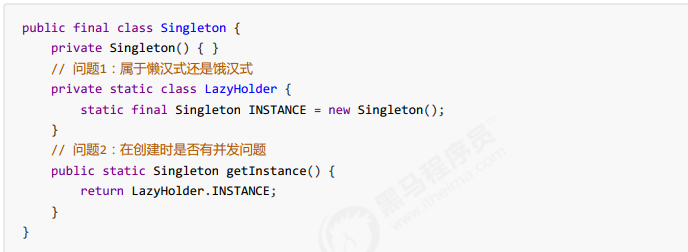 public final class Singleton {
    private Singleton() { }
    // 问题1：属于懒汉式还是饿汉式
    private static class LazyHolder {
        static final Singleton INSTANCE = new Singleton();
    }
    // 问题2：在创建时是否有并发问题
    public static Singleton getInstance() {
        return LazyHolder.INSTANCE;
    }
}
黑马程序员
www.itheima.com